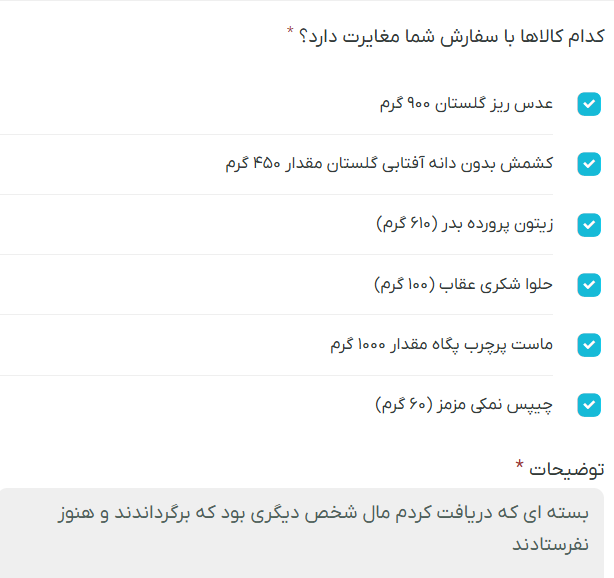 کدام کالاها با سفارش شما مغایرت دارد؟ *
عدس ریز گلستان ۹۰۰ گرم
کشمش بدون دانه آفتابی گلستان مقدار ۴۵۰ گرم
زیتون پرورده بدر (۶۱۰ گرم)
حلوا شکری عقاب (۱۰۰ گرم)
ماست پرچرب پگاه مقدار ۱۰۰۰ گرم
چیپس نمکی مزمز (۶۰ گرم)
توضیحات *
بسته ای که دریافت کردم مال شخص دیگری بود که برگرداندند و هنوز
نفرستادند